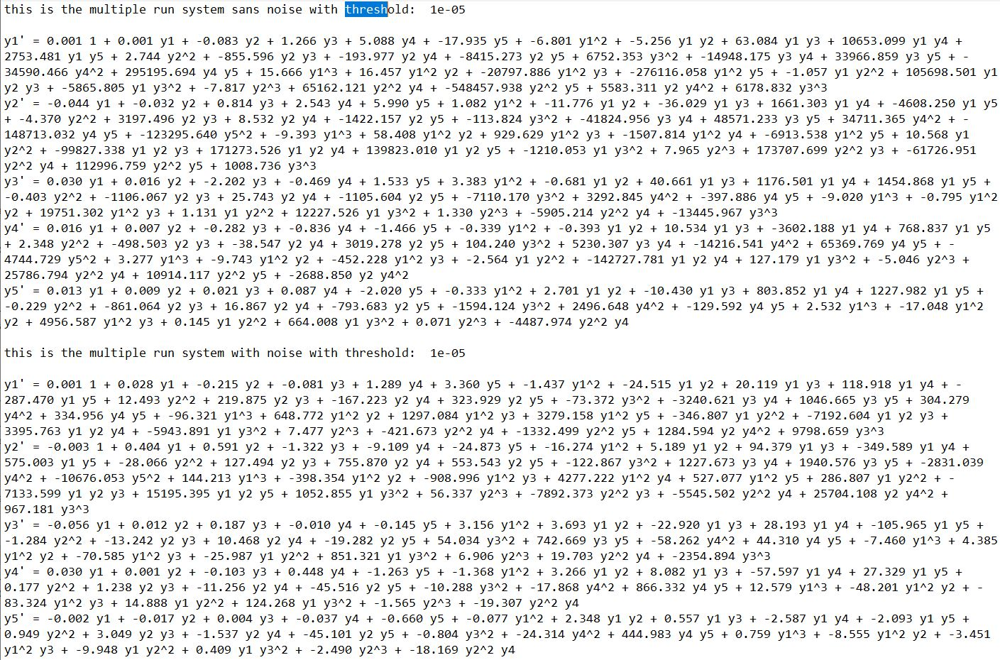 this is the multiple run system sans noise with threshold:  1e-05
y1' = 0.001 1 + 0.001 y1 + -0.083 y2 + 1.266 y3 + 5.088 y4 + -17.935 y5 + -6.801 y1^2 + -5.256 y1 y2 + 63.084 y1 y3 + 10653.099 y1 y4 +
2753.481 y1 y5 + 2.744 y2^2 + -855.596 y2 y3 + -193.977 y2 y4 + -8415.273 y2 y5 + 6752.353 y3^2 + -14948.175 y3 y4 + 33966.859 y3 y5 + -
34590.466 y4^2 + 295195.694 y4 y5 + 15.666 y1^3 + 16.457 y1^2 y2 + -20797.886 y1^2 y3 + -276116.058 y1^2 y5 + -1.057 y1 y2^2 + 105698.501 y1
y2 y3 + -5865.805 y1 y3^2 + -7.817 y2^3 + 65162.121 y2^2 y4 + -548457.938 y2^2 y5 + 5583.311 y2 y4^2 + 6178.832 y3^3
y2' = -0.044 y1 + -0.032 y2 + 0.814 y3 + 2.543 y4 + 5.990 y5 + 1.082 y1^2 + -11.776 y1 y2 + -36.029 y1 y3 + 1661.303 y1 y4 + -4608.250 y1 y5
+ -4.370 y2^2 + 3197.496 y2 y3 + 8.532 y2 y4 + -1422.157 y2 y5 + -113.824 y3^2 + -41824.956 y3 y4 + 48571.233 y3 y5 + 34711.365 y4^2 + -
148713.032 y4 y5 + -123295.640 y5^2 + -9.393 y1^3 + 58.408 y1^2 y2 + 929.629 y1^2 y3 + -1507.814 y1^2 y4 + -6913.538 y1^2 y5 + 10.568 y1
y2^2 + -99827.338 y1 y2 y3 + 171273.526 y1 y2 y4 + 139823.010 y1 y2 y5 + -1210.053 y1 y3^2 + 7.965 y2^3 + 173707.699 y2^2 y3 + -61726.951
y2^2 y4 + 112996.759 y2^2 y5 + 1008.736 y3^3
y3' = 0.030 y1 + 0.016 y2 + -2.202 y3 + -0.469 y4 + 1.533 y5 + 3.383 y1^2 + -0.681 y1 y2 + 40.661 y1 y3 + 1176.501 y1 y4 + 1454.868 y1 y5 +
-0.403 y2^2 + -1106.067 y2 y3 + 25.743 y2 y4 + -1105.604 y2 y5 + -7110.170 y3^2 + 3292.845 y4^2 + -397.886 y4 y5 + -9.020 y1^3 + -0.795 y1^2
y2 + 19751.302 y1^2 y3 + 1.131 y1 y2^2 + 12227.526 y1 y3^2 + 1.330 y2^3 + -5905.214 y2^2 y4 + -13445.967 y3^3
y4' = 0.016 y1 + 0.007 y2 + -0.282 y3 + -0.836 y4 + -1.466 y5 + -0.339 y1^2 + -0.393 y1 y2 + 10.534 y1 y3 + -3602.188 y1 y4 + 768.837 y1 y5
+ 2.348 y2^2 + -498.503 y2 y3 + -38.547 y2 y4 + 3019.278 y2 y5 + 104.240 y3^2 + 5230.307 y3 y4 + -14216.541 y4^2 + 65369.769 y4 y5 + -
4744.729 y5^2 + 3.277 y1^3 + -9.743 y1^2 y2 + -452.228 y1^2 y3 + -2.564 y1 y2^2 + -142727.781 y1 y2 y4 + 127.179 y1 y3^2 + -5.046 y2^3 +
25786.794 y2^2 y4 + 10914.117 y2^2 y5 + -2688.850 y2 y4^2
y5' = 0.013 y1 + 0.009 y2 + 0.021 y3 + 0.087 y4 + -2.020 y5 + -0.333 y1^2 + 2.701 y1 y2 + -10.430 y1 y3 + 803.852 y1 y4 + 1227.982 y1 y5 +
-0.229 y2^2 + -861.064 y2 y3 + 16.867 y2 y4 + -793.683 y2 y5 + -1594.124 y3^2 + 2496.648 y4^2 + -129.592 y4 y5 + 2.532 y1^3 + -17.048 y1^2
y2 + 4956.587 y1^2 y3 + 0.145 y1 y2^2 + 664.008 y1 y3^2 + 0.071 y2^3 + -4487.974 y2^2 y4
this is the multiple run system with noise with threshold:  1e-05
y1' = 0.001 1 + 0.028 y1 + -0.215 y2 + -0.081 y3 + 1.289 y4 + 3.360 y5 + -1.437 y1^2 + -24.515 y1 y2 + 20.119 y1 y3 + 118.918 y1 y4 + -
287.470 y1 y5 + 12.493 y2^2 + 219.875 y2 y3 + -167.223 y2 y4 + 323.929 y2 y5 + -73.372 y3^2 + -3240.621 y3 y4 + 1046.665 y3 y5 + 304.279
y4^2 + 334.956 y4 y5 + -96.321 y1^3 + 648.772 y1^2 y2 + 1297.084 y1^2 y3 + 3279.158 y1^2 y5 + -346.807 y1 y2^2 + -7192.604 y1 y2 y3 +
3395.763 y1 y2 y4 + -5943.891 y1 y3^2 + 7.477 y2^3 + -421.673 y2^2 y4 + -1332.499 y2^2 y5 + 1284.594 y2 y4^2 + 9798.659 y3^3
y2' = -0.003 1 + 0.404 y1 + 0.591 y2 + -1.322 y3 + -9.109 y4 + -24.873 y5 + -16.274 y1^2 + 5.189 y1 y2 + 94.379 y1 y3 + -349.589 y1 y4 +
575.003 y1 y5 + -28.066 y2^2 + 127.494 y2 y3 + 755.870 y2 y4 + 553.543 y2 y5 + -122.867 y3^2 + 1227.673 y3 y4 + 1940.576 y3 y5 + -2831.039
y4^2 + -10676.053 y5^2 + 144.213 y1^3 + -398.354 y1^2 y2 + -908.996 y1^2 y3 + 4277.222 y1^2 y4 + 527.077 y1^2 y5 + 286.807 y1 y2^2 + -
7133.599 y1 y2 y3 + 15195.395 y1 y2 y5 + 1052.855 y1 y3^2 + 56.337 y2^3 + -7892.373 y2^2 y3 + -5545.502 y2^2 y4 + 25704.108 y2 y4^2 +
967.181 y3^3
y3' = -0.056 y1 + 0.012 y2 + 0.187 y3 + -0.010 y4 + -0.145 y5 + 3.156 y1^2 + 3.693 y1 y2 + -22.920 y1 y3 + 28.193 y1 y4 + -105.965 y1 y5 +
-1.284 y2^2 + -13.242 y2 y3 + 10.468 y2 y4 + -19.282 y2 y5 + 54.034 y3^2 + 742.669 y3 y5 + -58.262 y4^2 + 44.310 y4 y5 + -7.460 y1^3 + 4.385
y1^2 y2 + -70.585 y1^2 y3 + -25.987 y1 y2^2 + 851.321 y1 y3^2 + 6.906 y2^3 + 19.703 y2^2 y4 + -2354.894 y3^3
y4' = 0.030 y1 + 0.001 y2 + -0.103 y3 + 0.448 y4 + -1.263 y5 + -1.368 y1^2 + 3.266 y1 y2 + 8.082 y1 y3 + -57.597 y1 y4 + 27.329 y1 y5 +
0.177 y2^2 + 1.238 y2 y3 + -11.256 y2 y4 + -45.516 y2 y5 + -10.288 y3^2 + -17.868 y4^2 + 866.332 y4 y5 + 12.579 y1^3 + -48.201 y1^2 y2 + -
83.324 y1^2 y3 + 14.888 y1 y2^2 + 124.268 y1 y3^2 + -1.565 y2^3 + -19.307 y2^2 y4
y5' = -0.002 y1 + -0.017 y2 + 0.004 y3 + -0.037 y4 + -0.660 y5 + -0.077 y1^2 + 2.348 y1 y2 + 0.557 y1 y3 + -2.587 y1 y4 + -2.093 y1 y5 +
0.949 y2^2 + 3.049 y2 y3 + -1.537 y2 y4 + -45.101 y2 y5 + -0.804 y3^2 + -24.314 y4^2 + 444.983 y4 y5 + 0.759 y1^3 + -8.555 y1^2 y2 + -3.451
y1^2 y3 + -9.948 y1 y2^2 + 0.409 y1 y3^2 + -2.490 y2^3 + -18.169 y2^2 y4